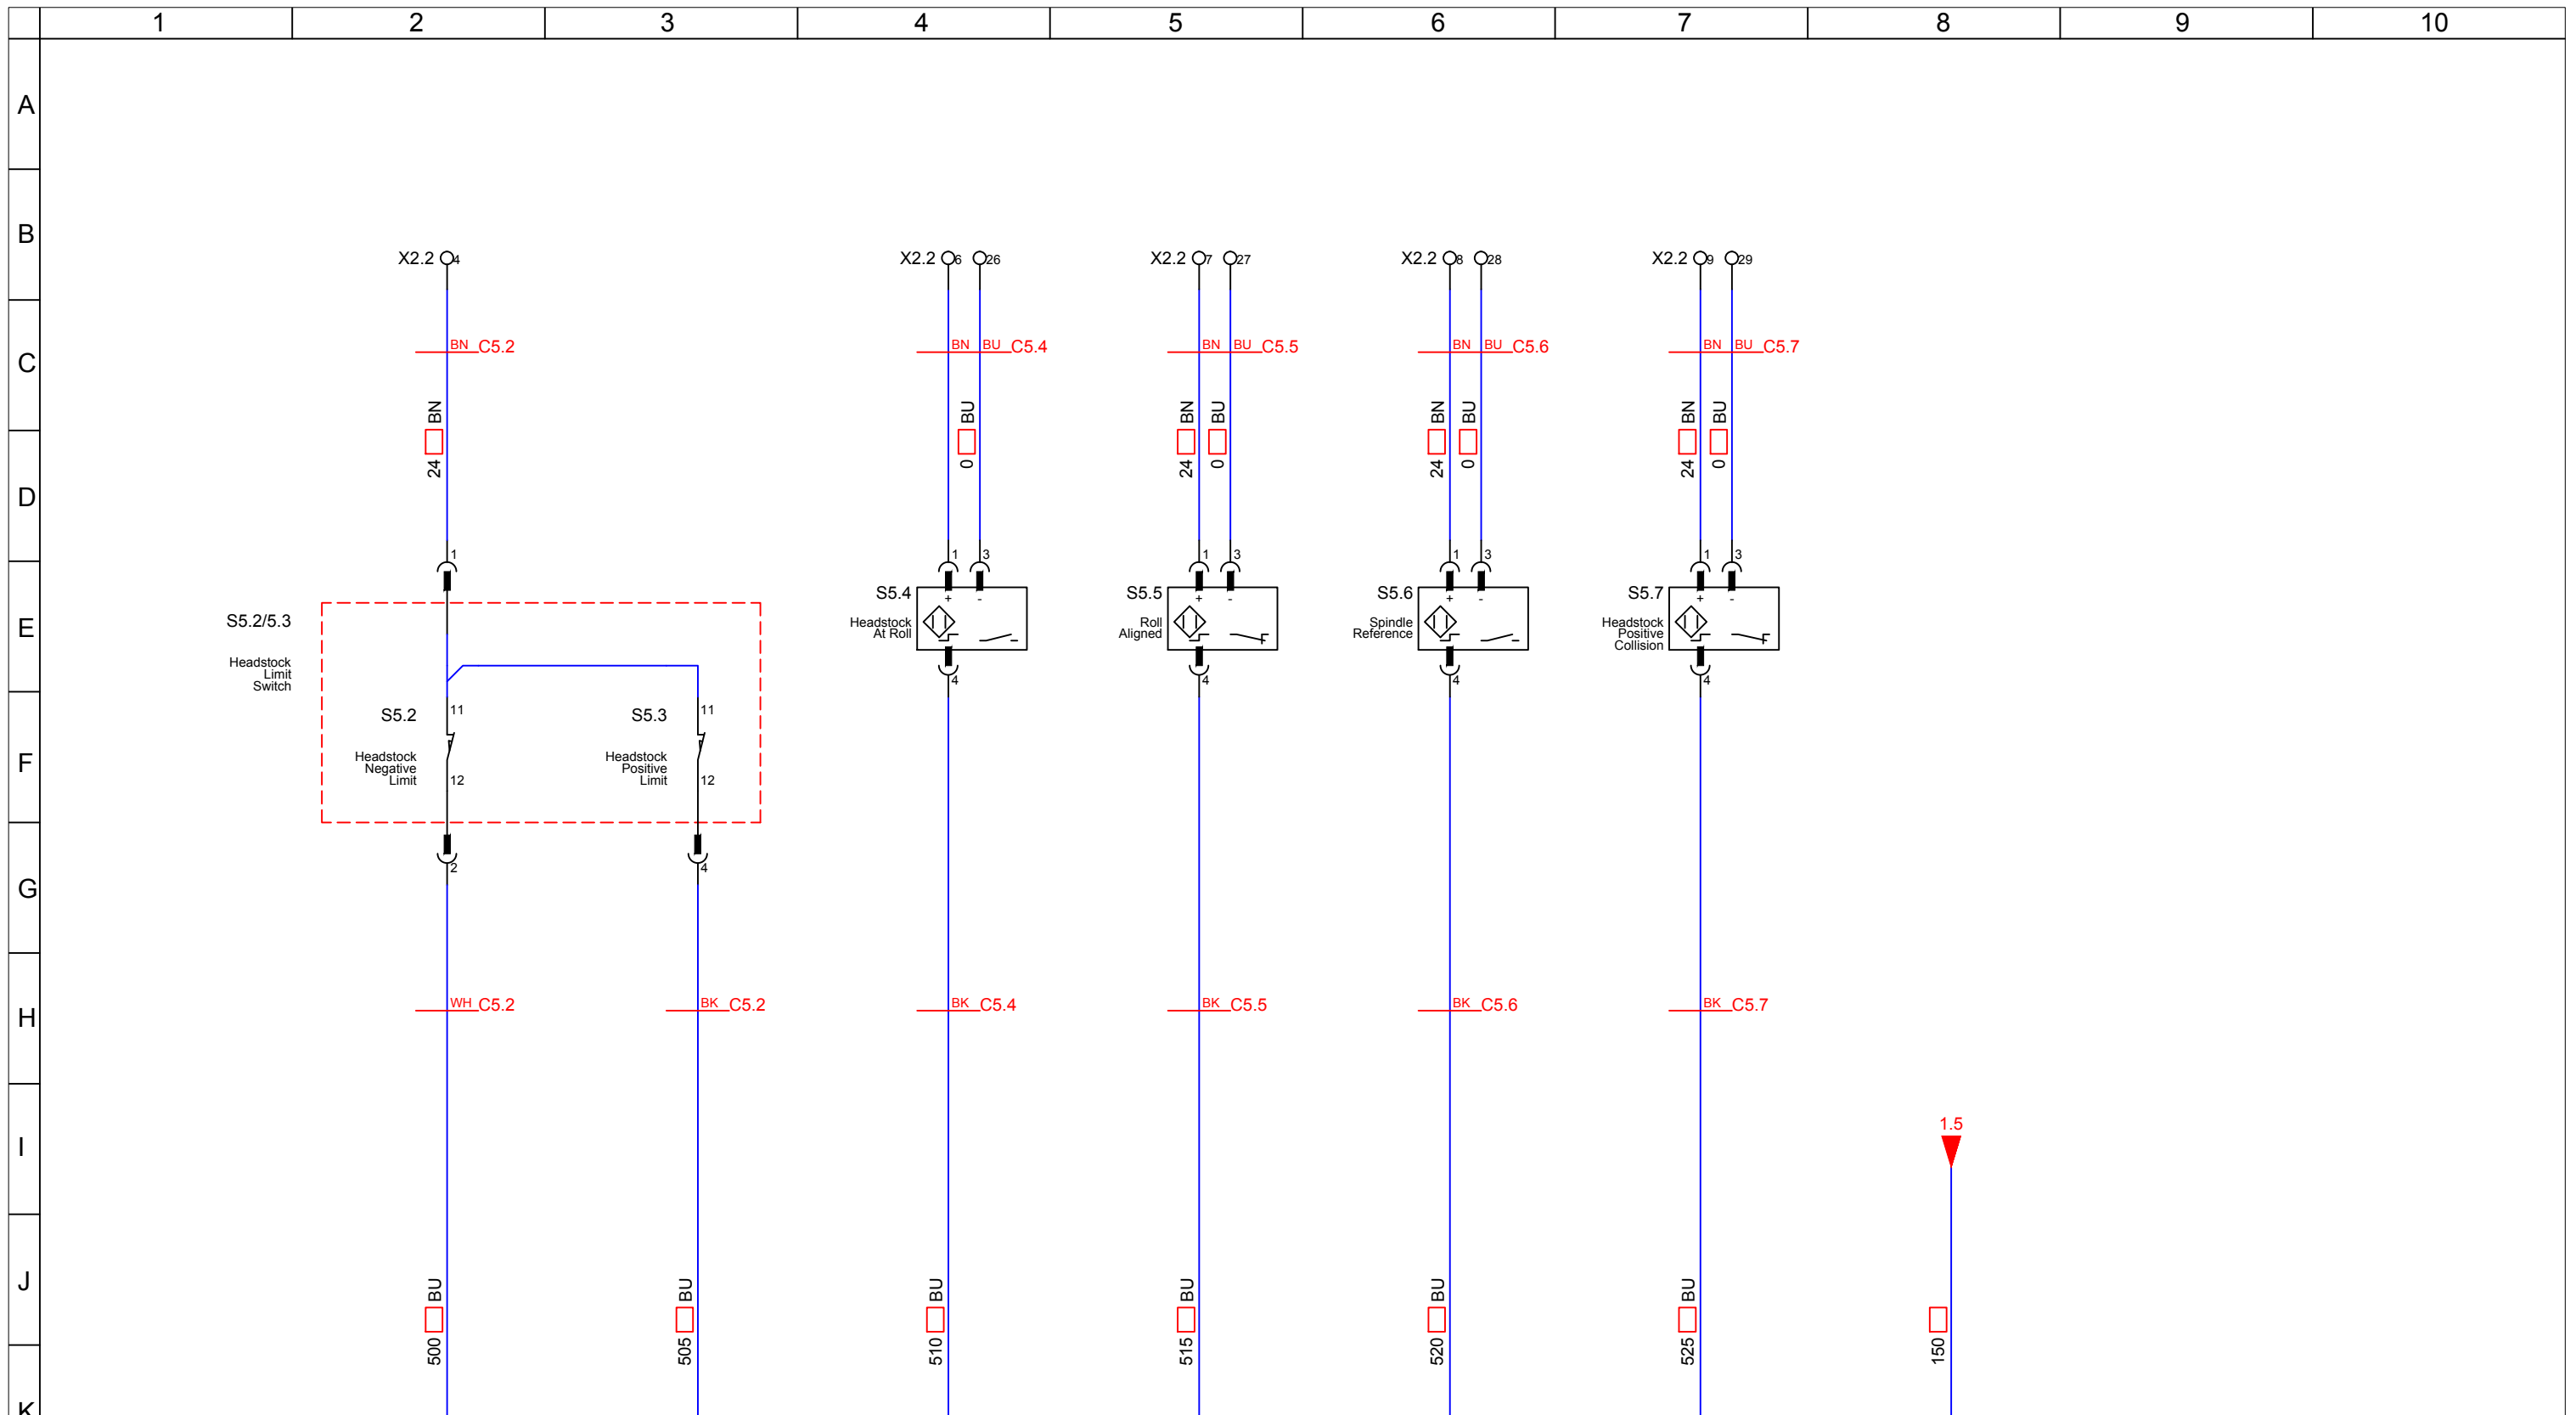 1 2 3 4 5 6 7 8 9 10
A
B
X2.2 4 X2.2 6 26 X2.2 7 27 X2.2 8 28 X2.2 9 29
C
BN C5.2 BN BU C5.4 BN BU C5.5 BN BU C5.6 BN BU C5.7
BN BU BN BU BN BU BN BU
24 0 24 0 24 0 24 0
D
1 1 3 1 3 1 3 1 3
E
S5.2/5.3
Headstock
Limit
Switch
S5.4
+ -
Headstock
At Roll
4
S5.5
+ -
Roll
Aligned
4
S5.6
+ -
Spindle
Reference
4
S5.7
+ -
Headstock
Positive
Collision
4
F
S5.2
11
Headstock
Negative
Limit
12
S5.3
11
Headstock
Positive
Limit
12
G
2 4
H
WH C5.2 BK C5.2 BK C5.4 BK C5.5 BK C5.6 BK C5.7
I
1.5
J
BU BU BU BU BU BU
500 505 510 515 520 525 150
K